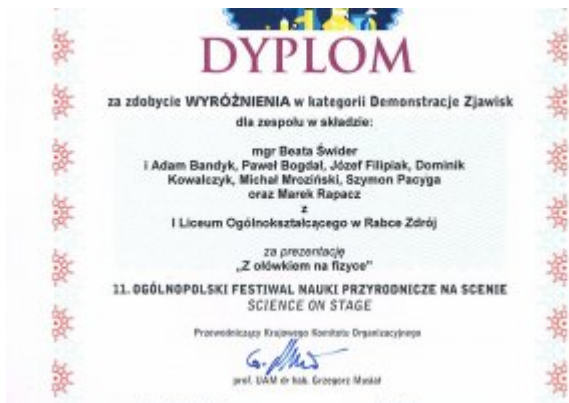 DYPLOM
za zdobycie WYRÓŻNIENIA w kategorii Demonstracje Zjawisk
dla zespołu w składzie:
mgr Beata Świder
i Adam Bandyk, Paweł Bogdał, Józef Filipiak, Dominik
Kowalczyk, Michał Mroziński, Szymon Pacyga
oraz Marek Rapacz
z
I Liceum Ogólnokształcącego w Rabce Zdrój
za prezentację
„Z ołówkiem na fizyce”
11. OGÓLNOPOLSKI FESTIWAL NAUKI PRZYRODNICZE NA SCENIE
SCIENCE ON STAGE
Przewodniczący Krajowego Komitetu Organizacyjnego
prof. UAM dr hab. Grzegorz Musiał